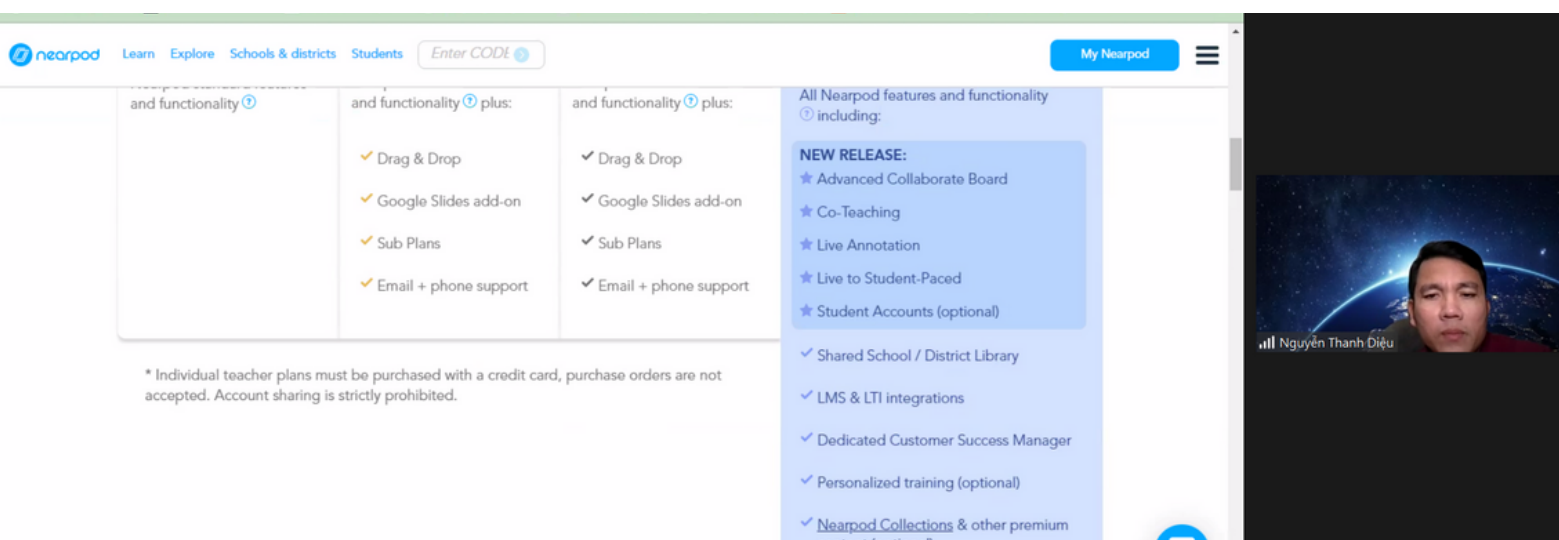 nearpod
Learn Explore Schools & districts Students Enter CODE
My Nearpod
and functionality ?
and functionality ? plus:
Drag & Drop
Google Slides add-on
Sub Plans
Email + phone support
and functionality ? plus:
Drag & Drop
Google Slides add-on
Sub Plans
Email + phone support
All Nearpod features and functionality
? including:
NEW RELEASE:
Advanced Collaborate Board
Co-Teaching
Live Annotation
Live to Student-Paced
Student Accounts (optional)
Shared School / District Library
LMS & LTI integrations
Dedicated Customer Success Manager
Personalized training (optional)
Nearpod Collections & other premium
* Individual teacher plans must be purchased with a credit card, purchase orders are not
accepted. Account sharing is strictly prohibited.
Nguyễn Thanh Diệu